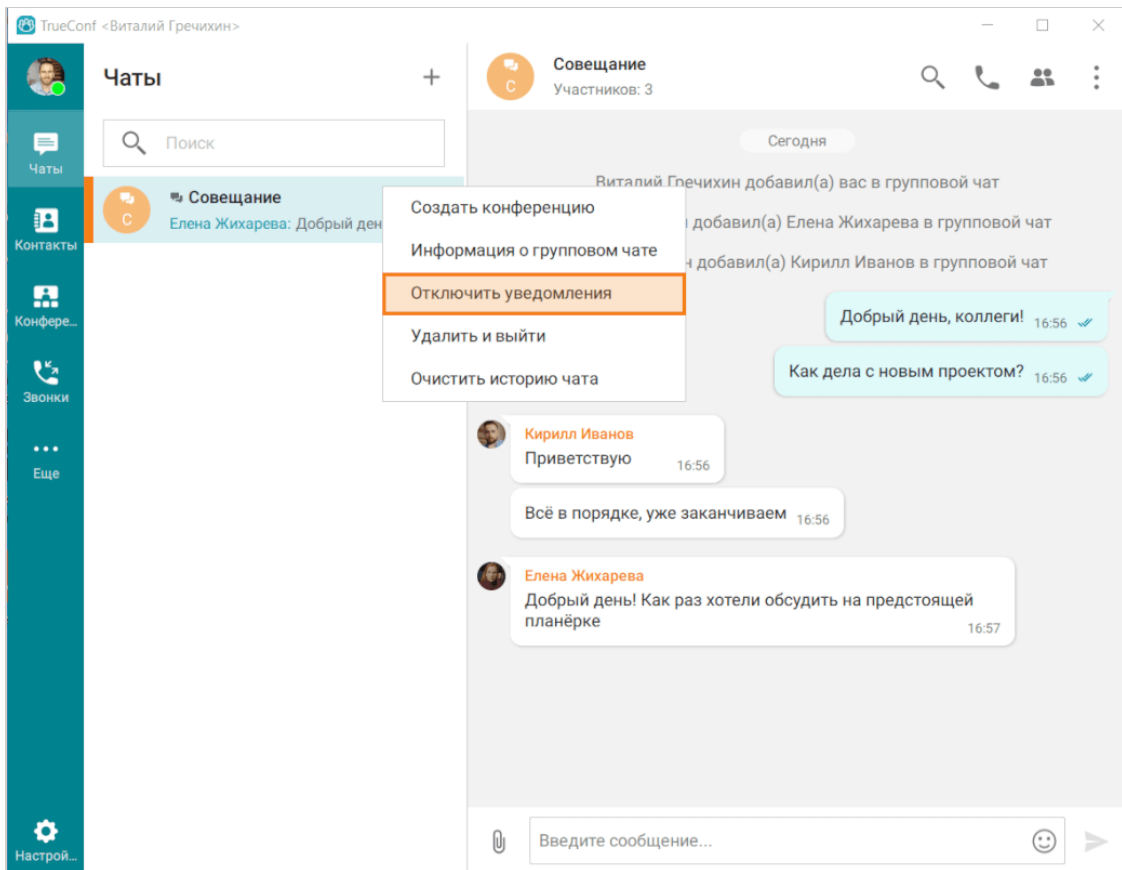 TrueConf <Виталий Гречихин>
Чаты
Поиск
Чаты
Контакты
Конфере...
Звонки
Еще
Настрой...
С
Совещание
Елена Жихарева: Добрый ден
Создать конференцию
Информация о групповом чате
Отключить уведомления
Удалить и выйти
Очистить историю чата
С
Совещание
Участников: 3
Сегодня
Виталий Гречихин добавил(а) вас в групповой чат
добавил(а) Елена Жихарева в групповой чат
н добавил(а) Кирилл Иванов в групповой чат
Добрый день, коллеги! 16:56
Как дела с новым проектом? 16:56
Кирилл Иванов
Приветствую 16:56
Всё в порядке, уже заканчиваем 16:56
Елена Жихарева
Добрый день! Как раз хотели обсудить на предстоящей
планёрке 16:57
Введите сообщение...